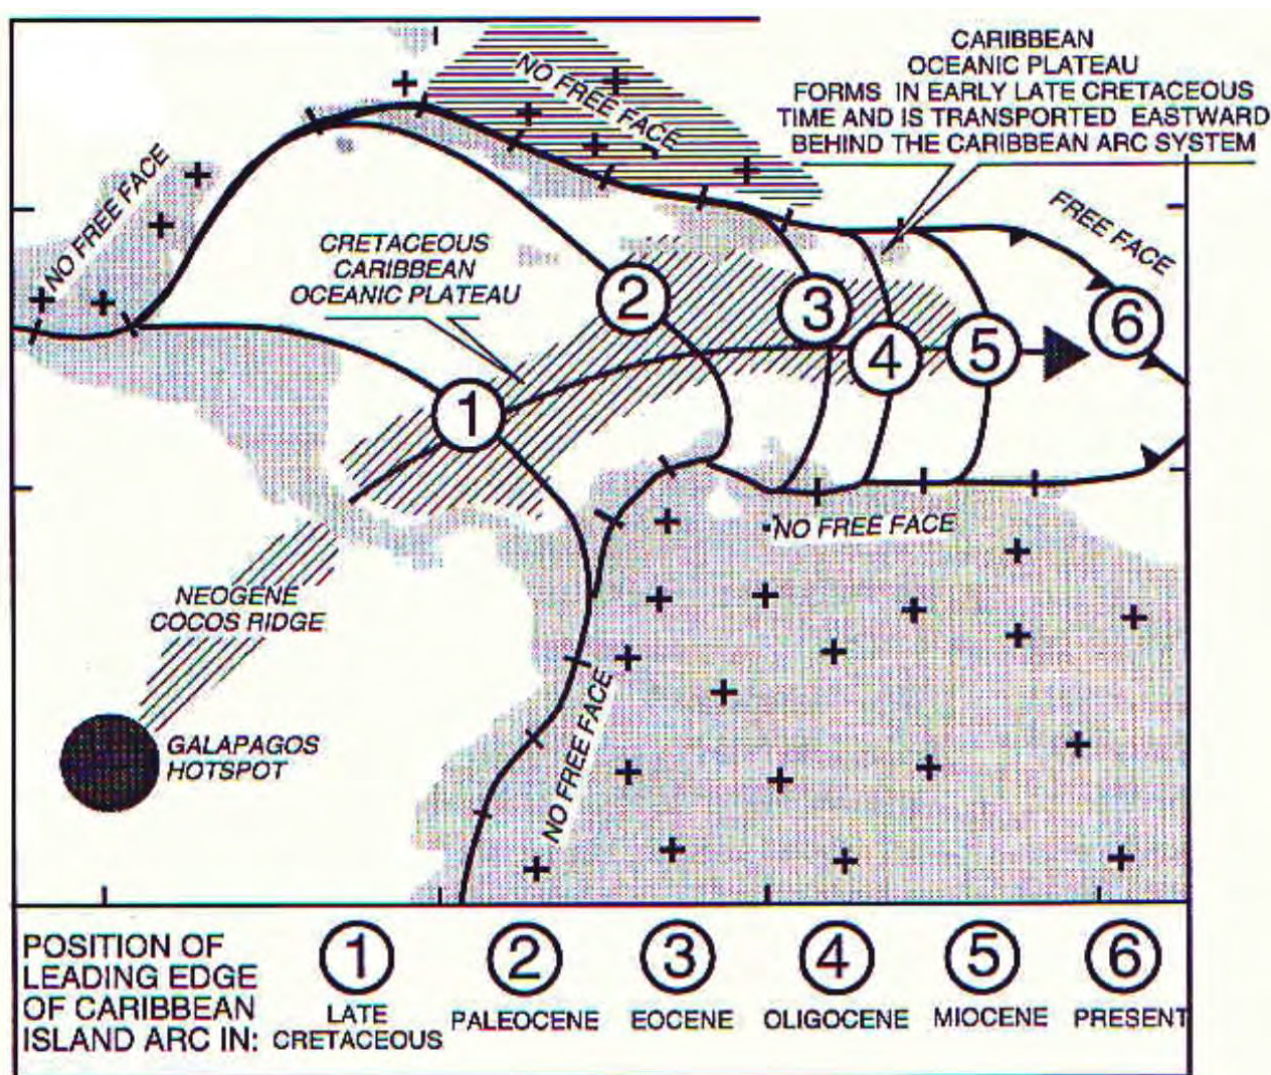 CARIBBEAN
OCEANIC PLATEAU
FORMS IN EARLY LATE CRETACEOUS
TIME AND IS TRANSPORTED EASTWARD
BEHIND THE CARIBBEAN ARC SYSTEM
NO FREE FACE
NO FREE FACE
FREE FACE
CRETACEOUS
CARIBBEAN
OCEANIC PLATEAU
2
3
6
4
5
1
NO FREE FACE
NEOGENE
COCOS RIDGE
NO FREE FACE
GALAPAGOS
HOTSPOT
POSITION OF
LEADING EDGE
OF CARIBBEAN
ISLAND ARC IN:
1
LATE
CRETACEOUS
2
PALEOCENE
3
EOCENE
4
OLIGOCENE
5
MIOCENE
6
PRESENT